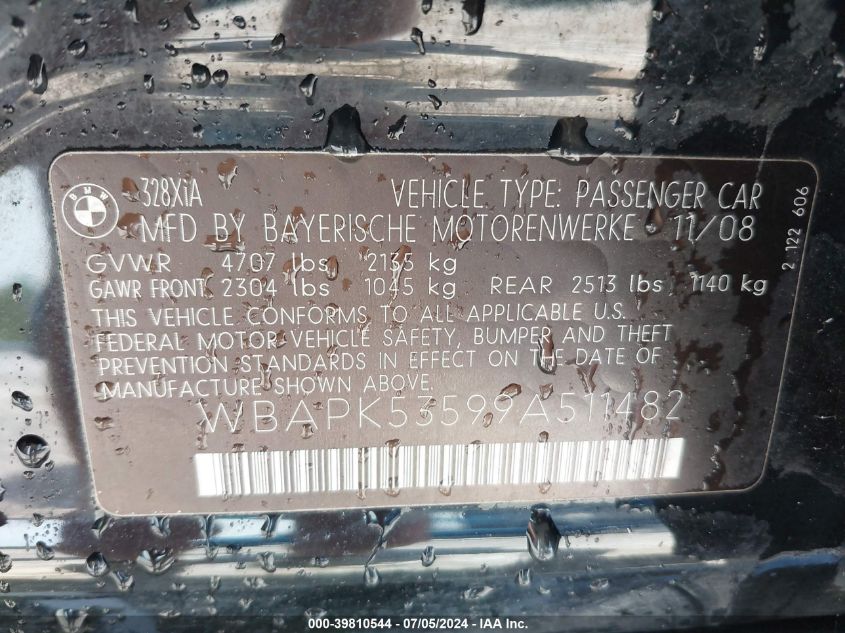 BMW
328XiA VEHICLE TYPE: PASSENGER CAR
MFD BY BAYERISCHE MOTORENWERKE 11/08
GVWR 4707 lbs 2135 kg
GAWR FRONT 2304 lbs 1045 kg REAR 2513 lbs 1140 kg
THIS VEHICLE CONFORMS TO ALL APPLICABLE U.S.
FEDERAL MOTOR VEHICLE SAFETY, BUMPER AND THEFT
PREVENTION STANDARDS IN EFFECT ON THE DATE OF
MANUFACTURE SHOWN ABOVE.
WBAPK53599A511482
2 122 606
000-39810544 - 07/05/2024 - IAA Inc.